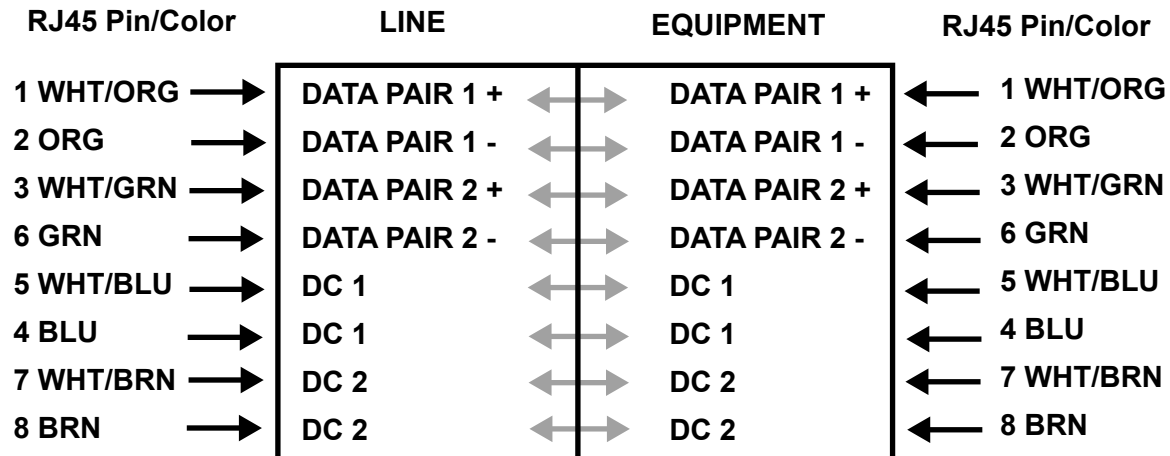 RJ45 Pin/Color LINE EQUIPMENT RJ45 Pin/Color
1 WHT/ORG DATA PAIR 1 + DATA PAIR 1 + 1 WHT/ORG
2 ORG DATA PAIR 1 - DATA PAIR 1 - 2 ORG
3 WHT/GRN DATA PAIR 2 + DATA PAIR 2 + 3 WHT/GRN
6 GRN DATA PAIR 2 - DATA PAIR 2 - 6 GRN
5 WHT/BLU DC 1 DC 1 5 WHT/BLU
4 BLU DC 1 DC 1 4 BLU
7 WHT/BRN DC 2 DC 2 7 WHT/BRN
8 BRN DC 2 DC 2 8 BRN